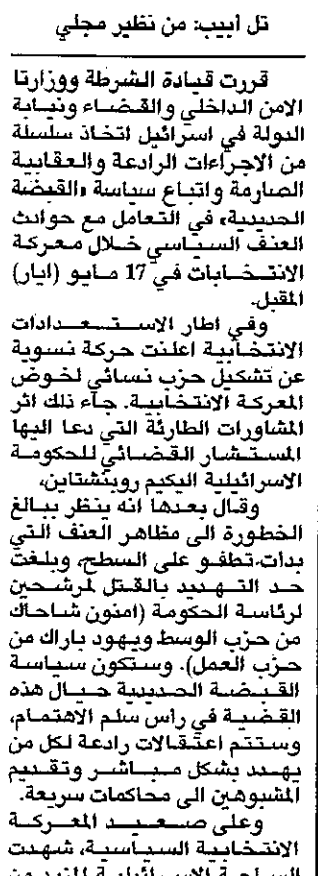 تل أبيب: من نظير مجلي
قررت قيادة الشرطة ووزارتا
الامن الداخلي والقضاء ونيابة
الدولة في اسرائيل اتخاذ سلسلة
من الاجراءات الرادعة والعقابية
الصارمة واتباع سياسة «القبضة
الحديدية» في التعامل مع حوادث
العنف السياسي خلال معركة
الانتخابات في 17 مايو (ايار)
المقبل.
وفي اطار الاستعدادات
الانتخابية اعلنت حركة نسوية
عن تشكيل حزب نسائي لخوض
المعركة الانتخابية. جاء ذلك اثر
المشاورات الطارئة التي دعا اليها
المستشار القضائي للحكومة
الاسرائيلية اليكيم روبنشتاين،
وقال بعدها انه ينظر ببالغ
الخطورة الى مظاهر العنف التي
بدأت تطفو على السطح، وبلغت
حد التهديد بالقتل لمرشحين
لرئاسة الحكومة (امنون شاحاك
من حزب الوسط ويهود باراك من
حزب العمل). وستكون سياسة
القبضة الحديدية حيال هذه
القضية في رأس سلم الاهتمام،
وستتم اعتقالات رادعة لكل من
يهدد بشكل مباشر وتقديم
المشبوهين الى محاكمات سريعة.
وعلى صعيد المعركة
الانتخابية السياسية، شهدت